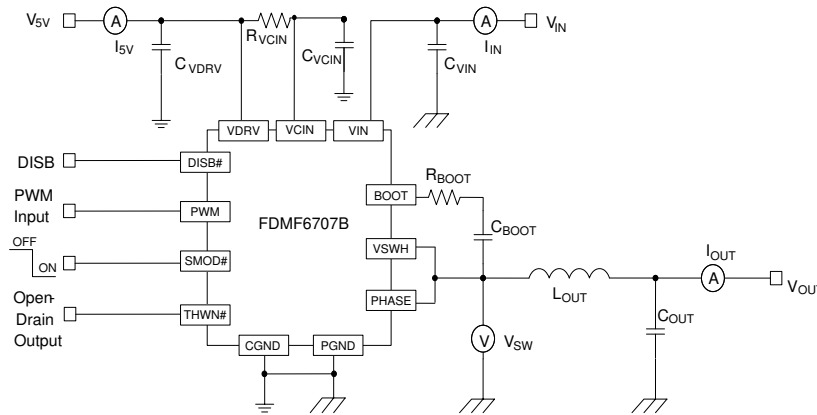 V5V
A
I5V
CVDRV
RVCIN
CVCIN
CVIN
A
IIN
VIN
VDRV
VCIN
VIN
DISB
DISB#
PWM
Input
PWM
OFF
ON
SMOD#
Open-
Drain
Output
THWN#
FDMF6707B
BOOT
RBOOT
CBOOT
VSWH
PHASE
CGND
PGND
V
VSW
LOUT
IOUT
A
VOUT
COUT